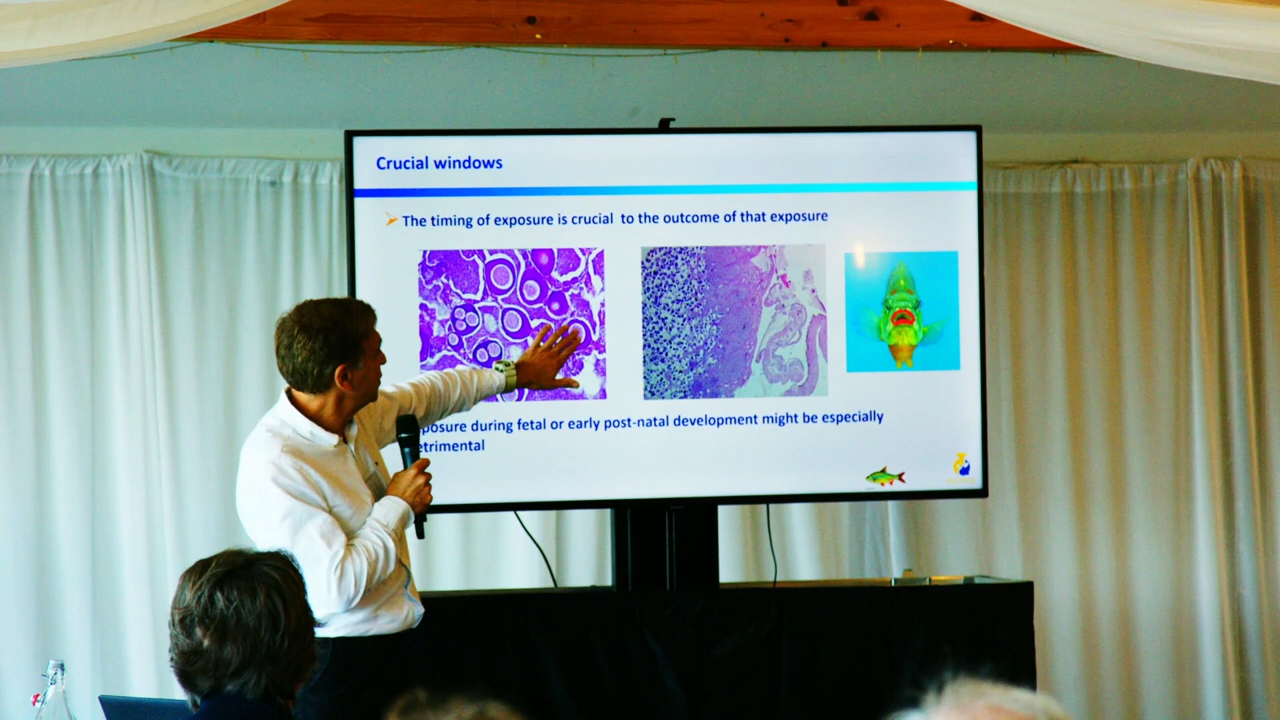 Crucial windows
The timing of exposure is crucial to the outcome of that exposure
posure during fetal or early post-natal development might be especially
etrimental